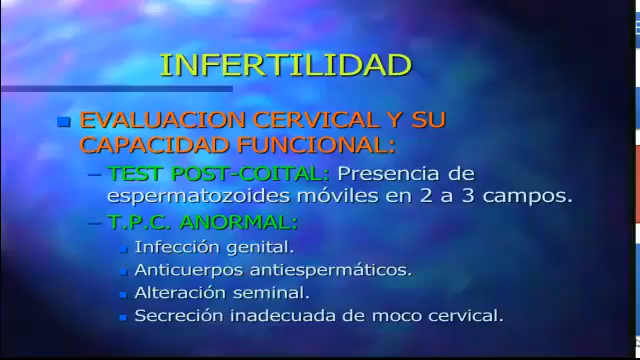 INFERTILIDAD
EVALUACION CERVICAL Y SU
CAPACIDAD FUNCIONAL:
– TEST POST-COITAL: Presencia de
espermatozoides móviles en 2 a 3 campos.
– T.P.C. ANORMAL:
Infección genital.
Anticuerpos antiespermáticos.
Alteración seminal.
Secreción inadecuada de moco cervical.